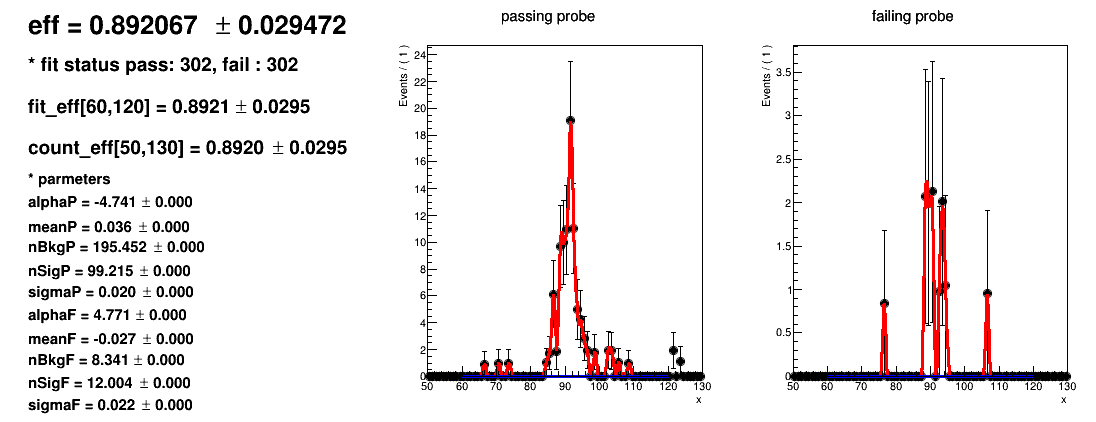 eff = 0.892067 ± 0.029472
* fit status pass: 302, fail : 302
fit_eff[60,120] = 0.8921 ± 0.0295
count_eff[50,130] = 0.8920 ± 0.0295
* parmeters
alphaP = -4.741 ± 0.000
meanP = 0.036 ± 0.000
nBkgP = 195.452 ± 0.000
nSigP = 99.215 ± 0.000
sigmaP = 0.020 ± 0.000
alphaF = 4.771 ± 0.000
meanF = -0.027 ± 0.000
nBkgF = 8.341 ± 0.000
nSigF = 12.004 ± 0.000
sigmaF = 0.022 ± 0.000
passing probe
Events / ( 1 )
24
22
20
18
16
14
12
10
8
6
4
2
0
50 60 70 80 90 100 110 120 130
x
failing probe
Events / ( 1 )
3.5
3
2.5
2
1.5
1
0.5
0
50 60 70 80 90 100 110 120 130
x